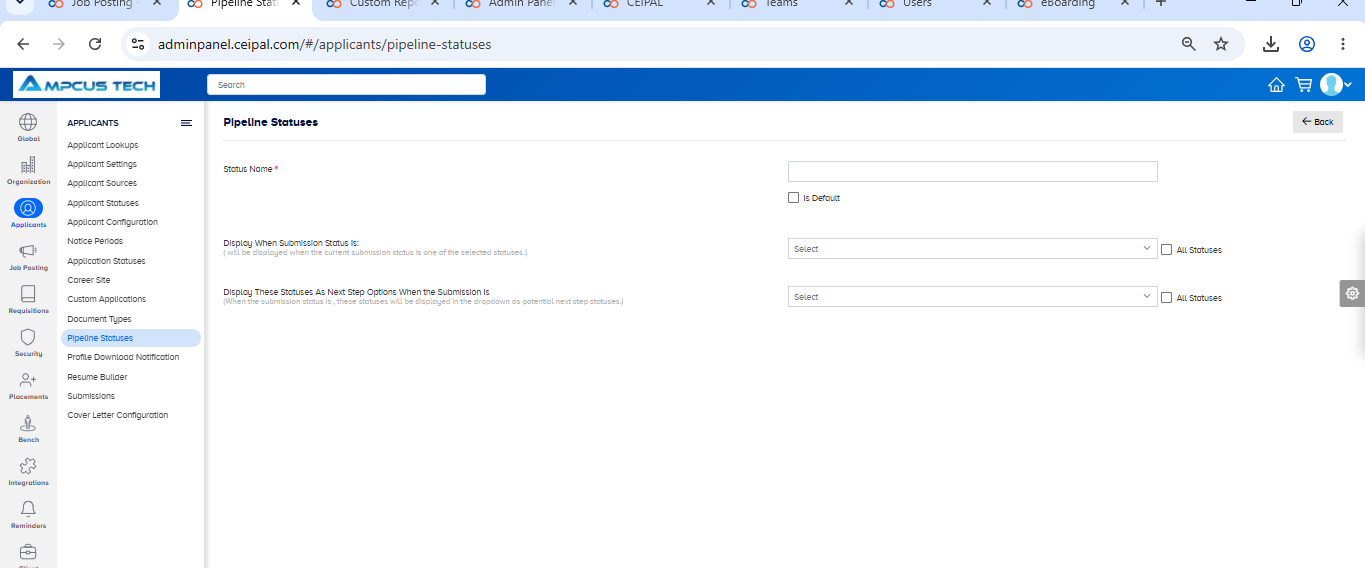 Job Posting -
Pipeline Stat
Custom Repo
Admin Panel
CEIPAL
Teams
Users
eBoarding
adminpanel.ceipal.com/#/applicants/pipeline-statuses
AMPCUS TECH
Search
Global
Organization
Applicants
Job Posting
Requisitions
Security
Placements
Bench
Integrations
Reminders
Client
APPLICANTS
Applicant Lookups
Applicant Settings
Applicant Sources
Applicant Statuses
Applicant Configuration
Notice Periods
Application Statuses
Career Site
Custom Applications
Document Types
Pipeline Statuses
Profile Download Notification
Resume Builder
Submissions
Cover Letter Configuration
Pipeline Statuses
Back
Status Name *
Is Default
Display When Submission Status Is:
( will be displayed when the current submission status is one of the selected statuses.)
Select
All Statuses
Display These Statuses As Next Step Options When the Submission Is
(When the submission status is , these statuses will be displayed in the dropdown as potential next step statuses.)
Select
All Statuses